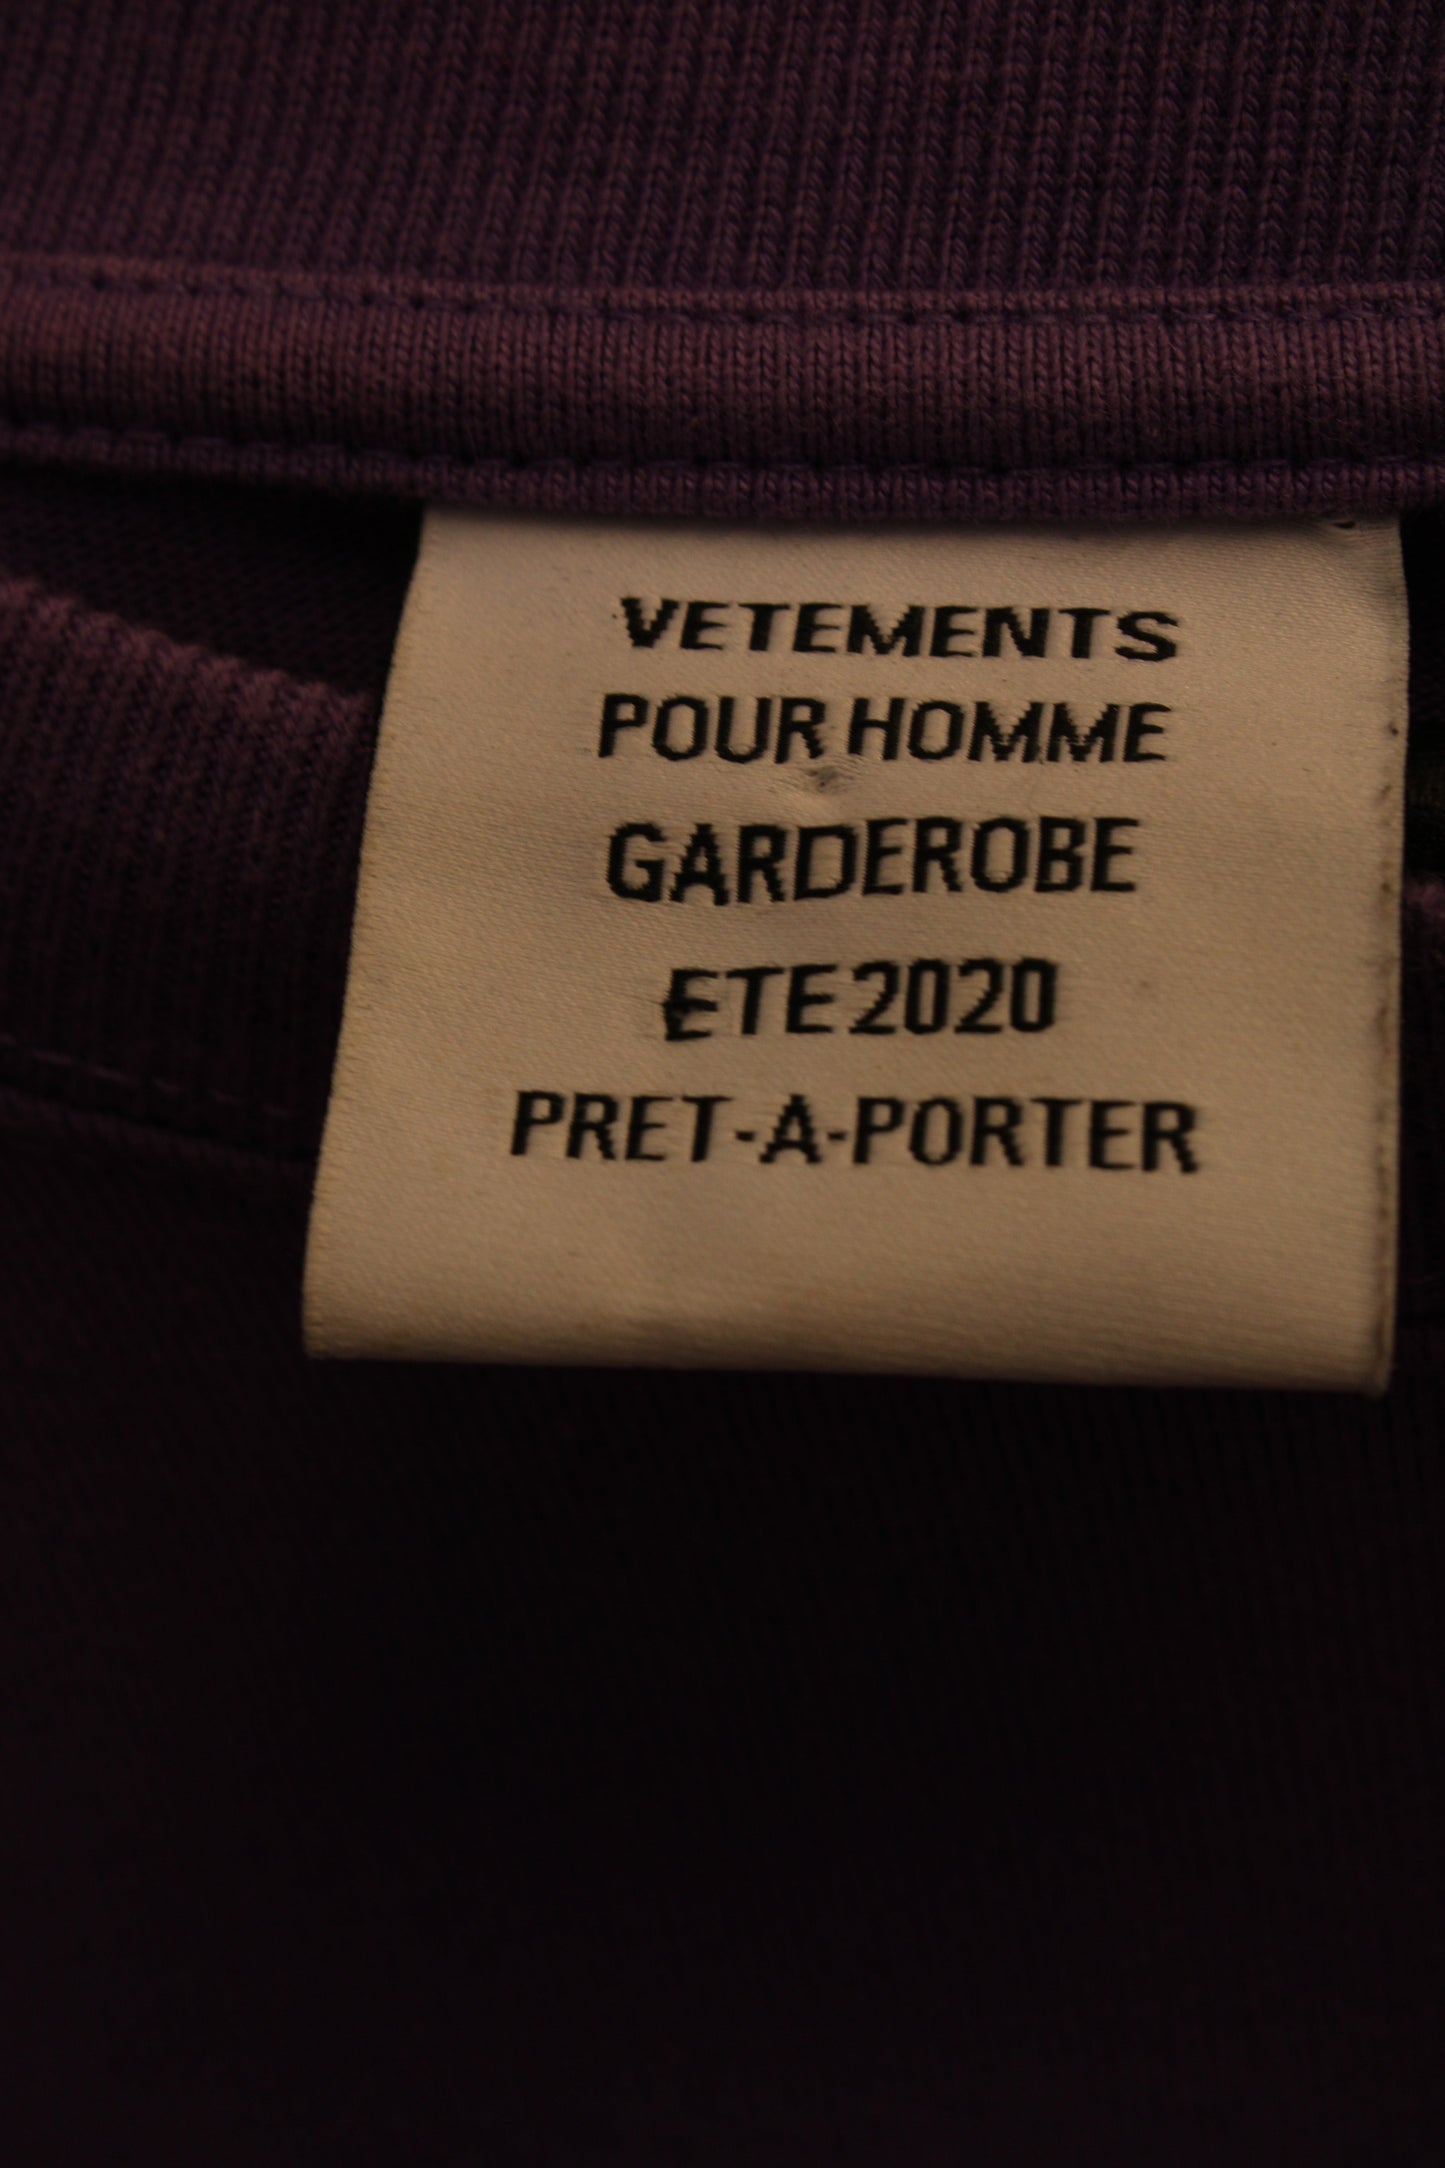 VETEMENTS
POUR HOMME
GARDEROBE
ETE 2020
PRET-A-PORTER